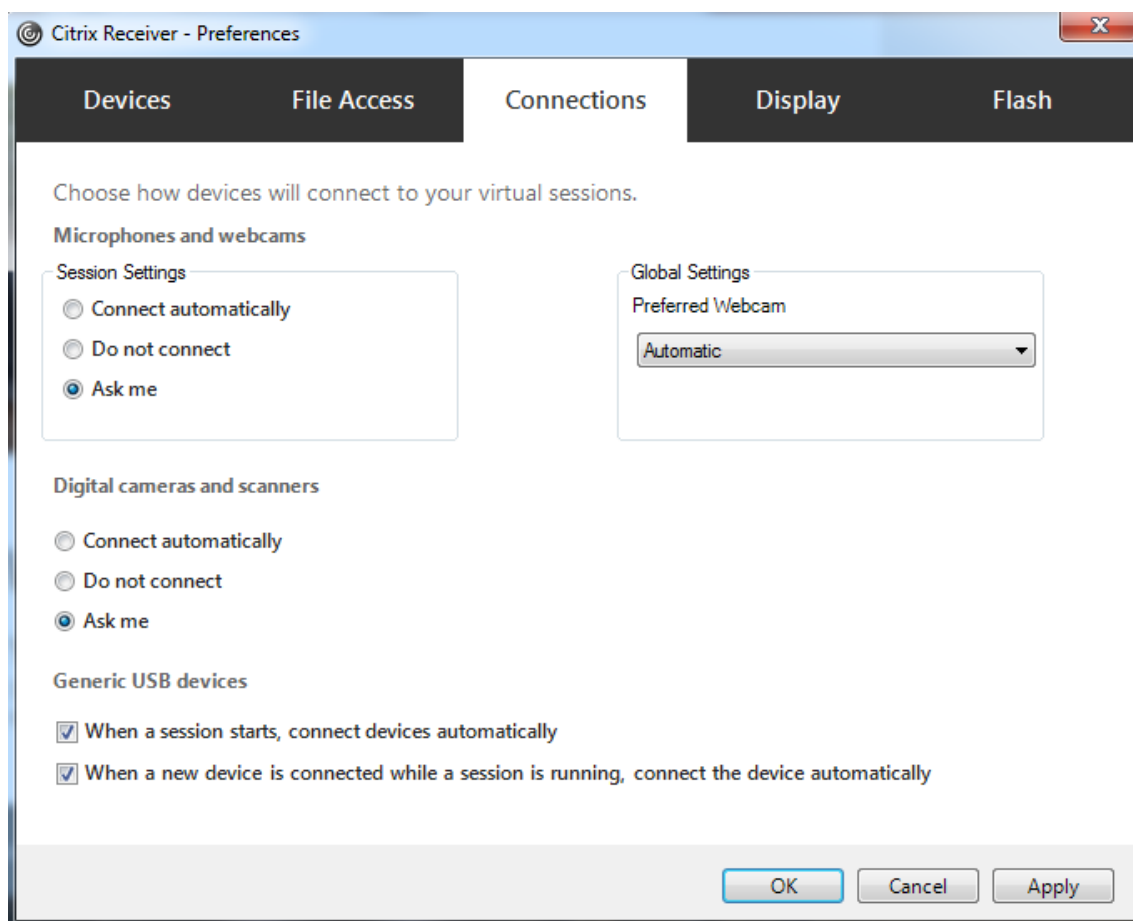 Citrix Receiver - Preferences
Devices File Access Connections Display Flash
Choose how devices will connect to your virtual sessions.
Microphones and webcams
Session Settings
Connect automatically
Do not connect
Ask me
Global Settings
Preferred Webcam
Automatic
Digital cameras and scanners
Connect automatically
Do not connect
Ask me
Generic USB devices
When a session starts, connect devices automatically
When a new device is connected while a session is running, connect the device automatically
OK Cancel Apply